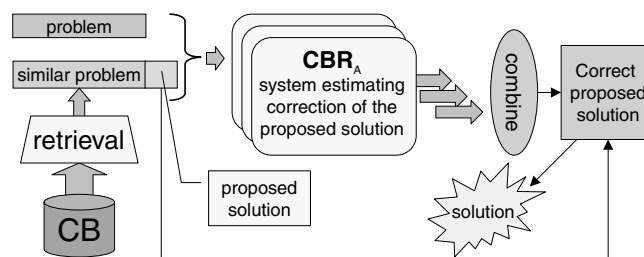 problem
similar problem
retrieval
CB
proposed
solution
CBR A
system estimating
correction of the
proposed solution
combine
Correct
proposed
solution
solution